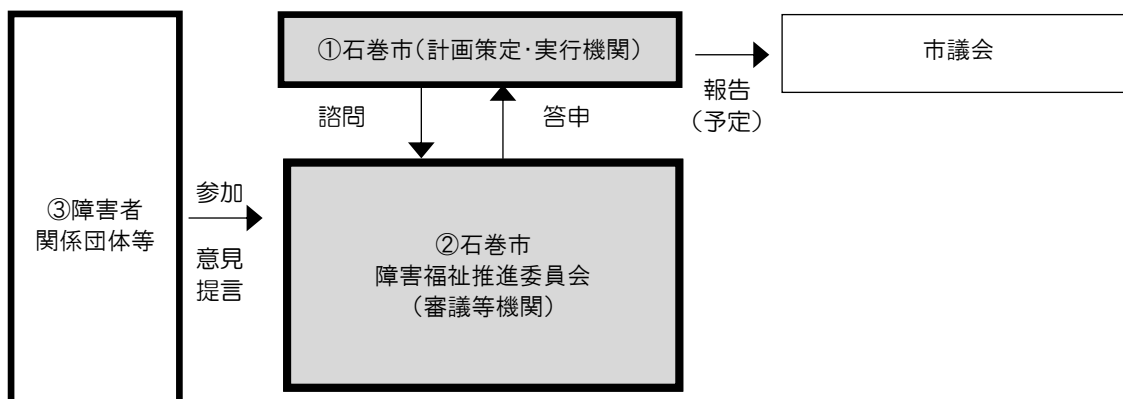 ①石巻市（計画策定・実行機関）
市議会
諮問
答申
報告
（予定）
③障害者
関係団体等
参加
意見
提言
②石巻市
障害福祉推進委員会
（審議等機関）